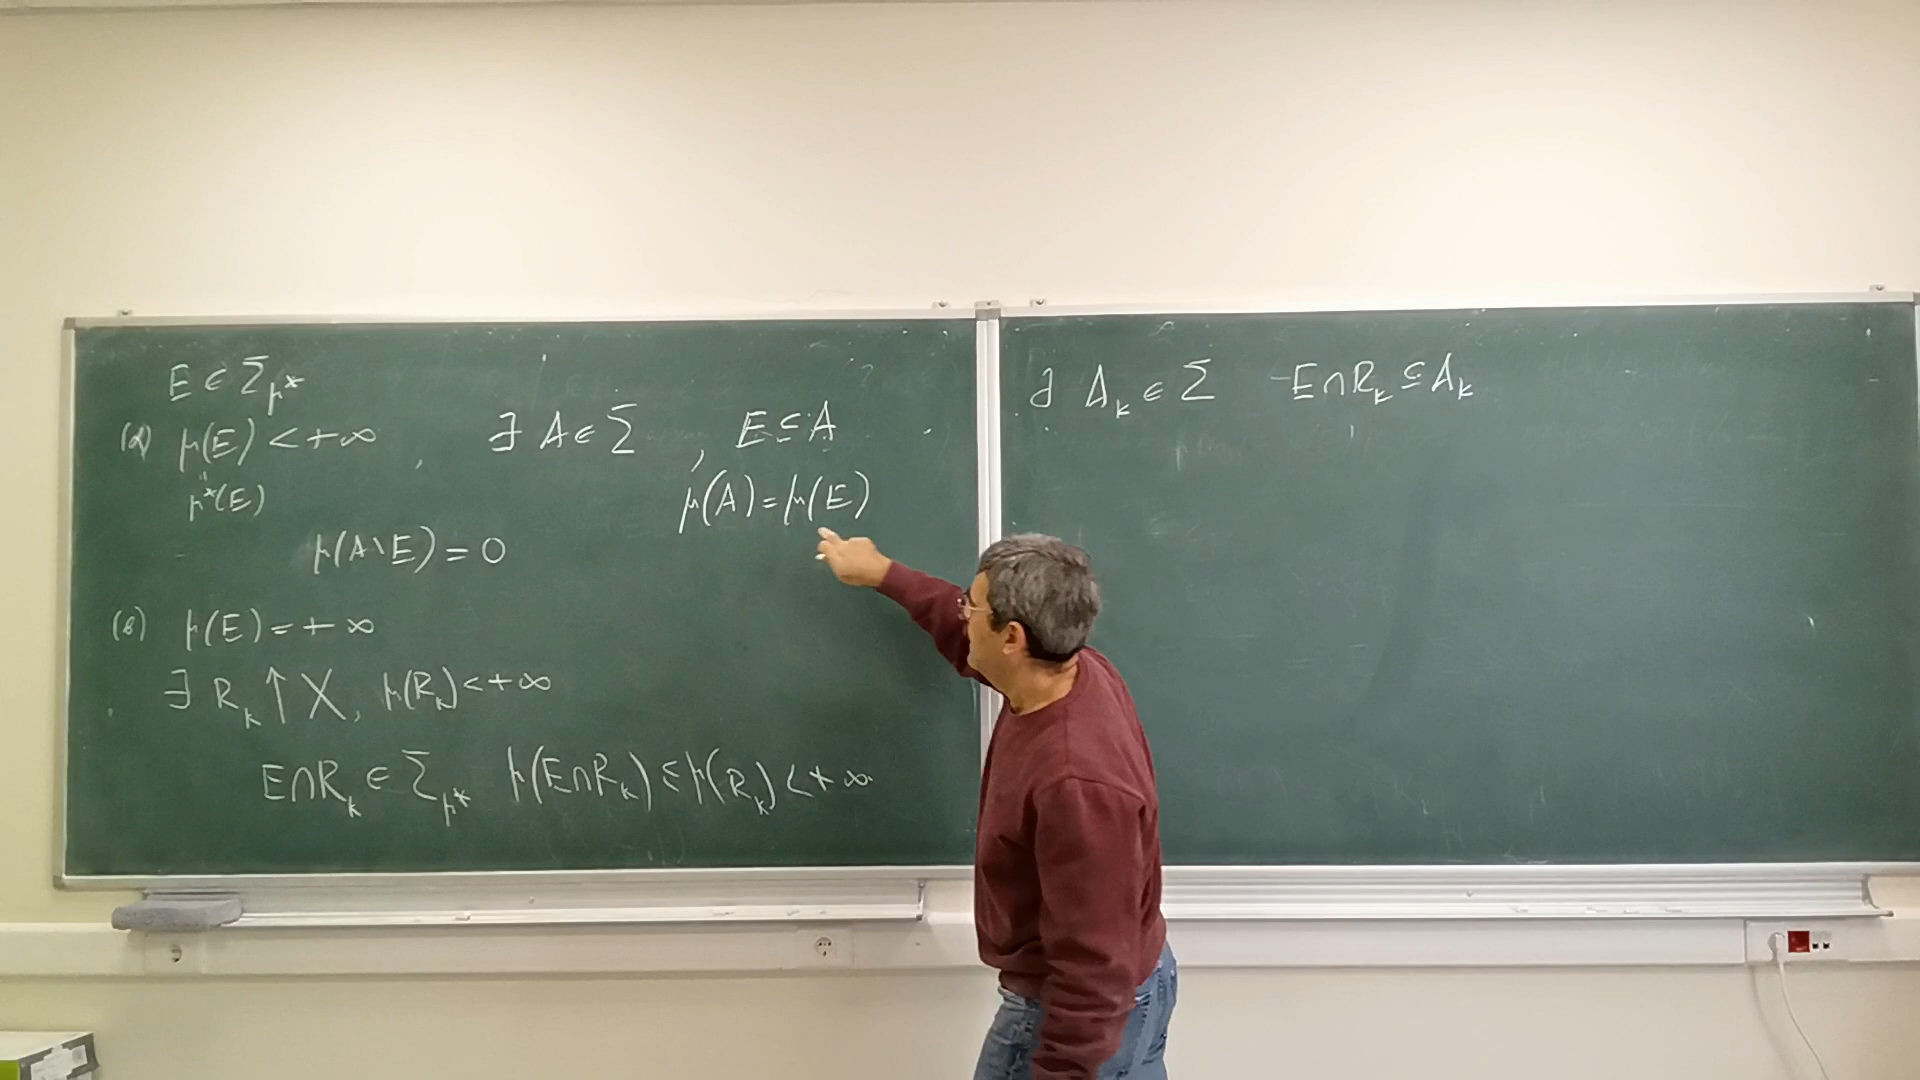 E ∈ Σ_μ*
(α) μ(E) < +∞ , ∃ A ∈ Σ , E ⊆ A
μ*(E) μ(A) = μ(E)
μ(A\E) = 0
(β) μ(E) = +∞
∃ R_k ↑ X, μ(R_k) < +∞
E∩R_k ∈ Σ_μ* μ(E∩R_k) ≤ μ(R_k) < +∞
∃ A_k ∈ Σ E∩R_k ⊆ A_k